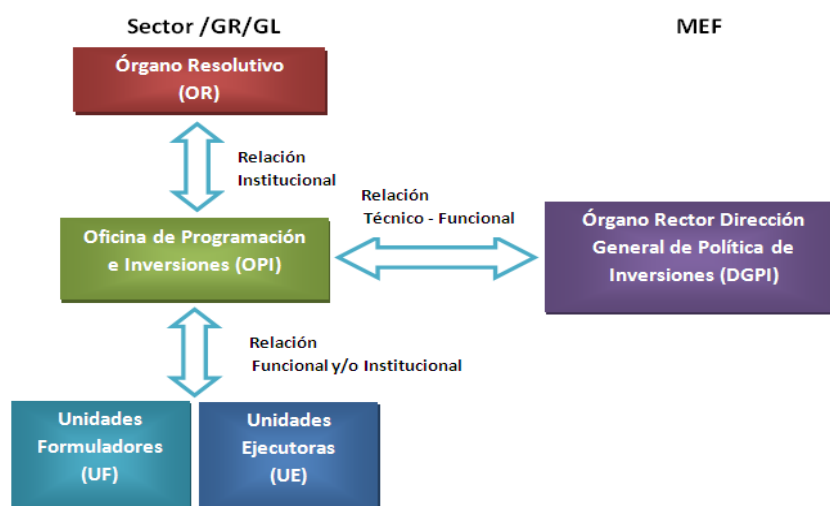 Sector /GR/GL
MEF
Órgano Resolutivo
(OR)
Relación
Institucional
Relación
Técnico - Funcional
Oficina de Programación
e Inversiones (OPI)
Órgano Rector Dirección
General de Política de
Inversiones (DGPI)
Relación
Funcional y/o Institucional
Unidades
Formuladores
(UF)
Unidades
Ejecutoras
(UE)